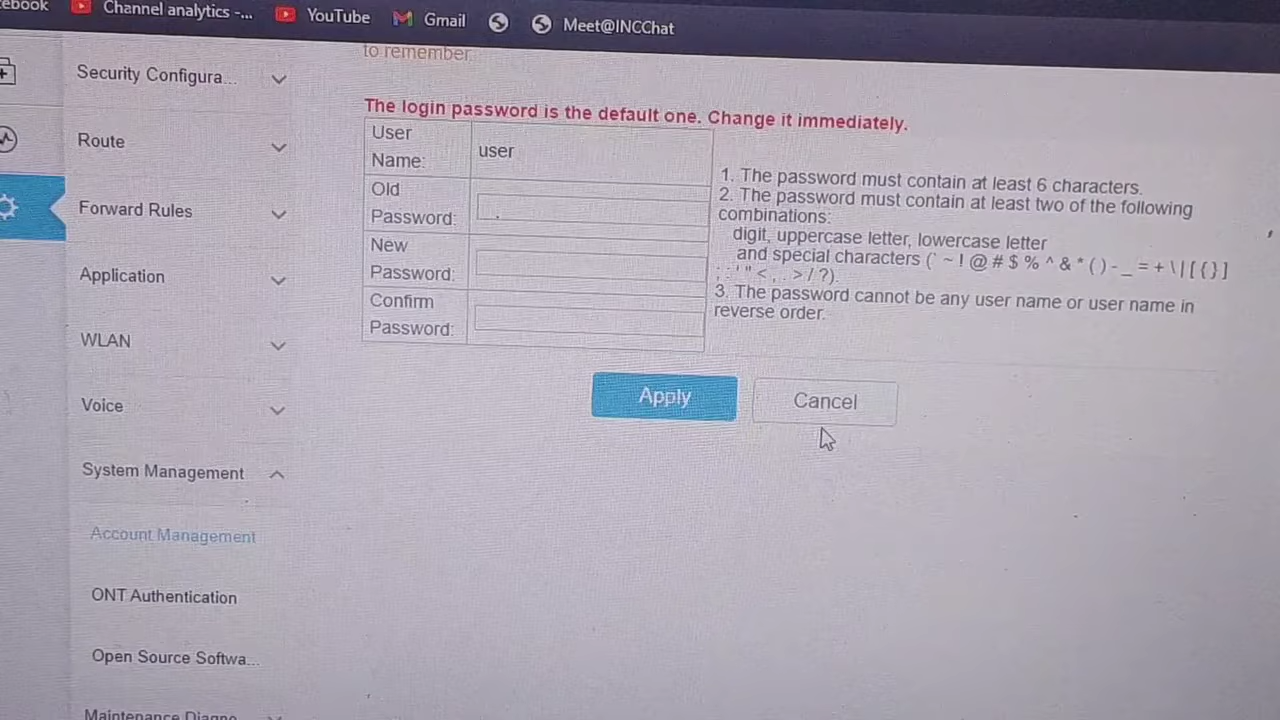 ebook Channel analytics -... YouTube Gmail Meet@INCChat
to remember.
Security Configura...
Route
Forward Rules
Application
WLAN
Voice
System Management
Account Management
ONT Authentication
Open Source Softwa...
Maintenance Diagno
The login password is the default one. Change it immediately.
User
Name:
user
Old
Password:
New
Password:
Confirm
Password:
1. The password must contain at least 6 characters.
2. The password must contain at least two of the following
combinations:
digit, uppercase letter, lowercase letter
and special characters (` ~ ! @ # $ % ^ & * ( ) - _ = + \ | [ { } ]
; : ' " < , . > / ?).
3. The password cannot be any user name or user name in
reverse order.
Apply
Cancel